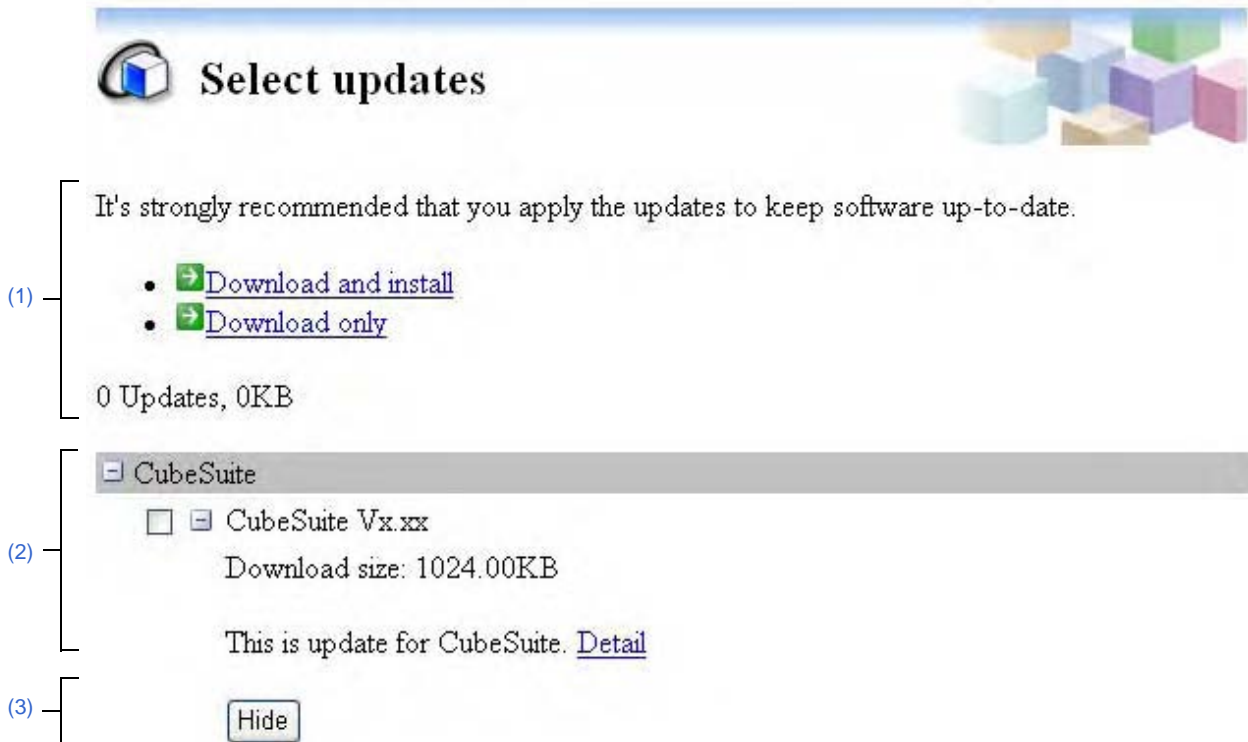 Select updates
(1)
It's strongly recommended that you apply the updates to keep software up-to-date.
Download and install
Download only
0 Updates, 0KB
(2)
CubeSuite
CubeSuite Vx.xx
Download size: 1024.00KB
This is update for CubeSuite. Detail
(3)
Hide